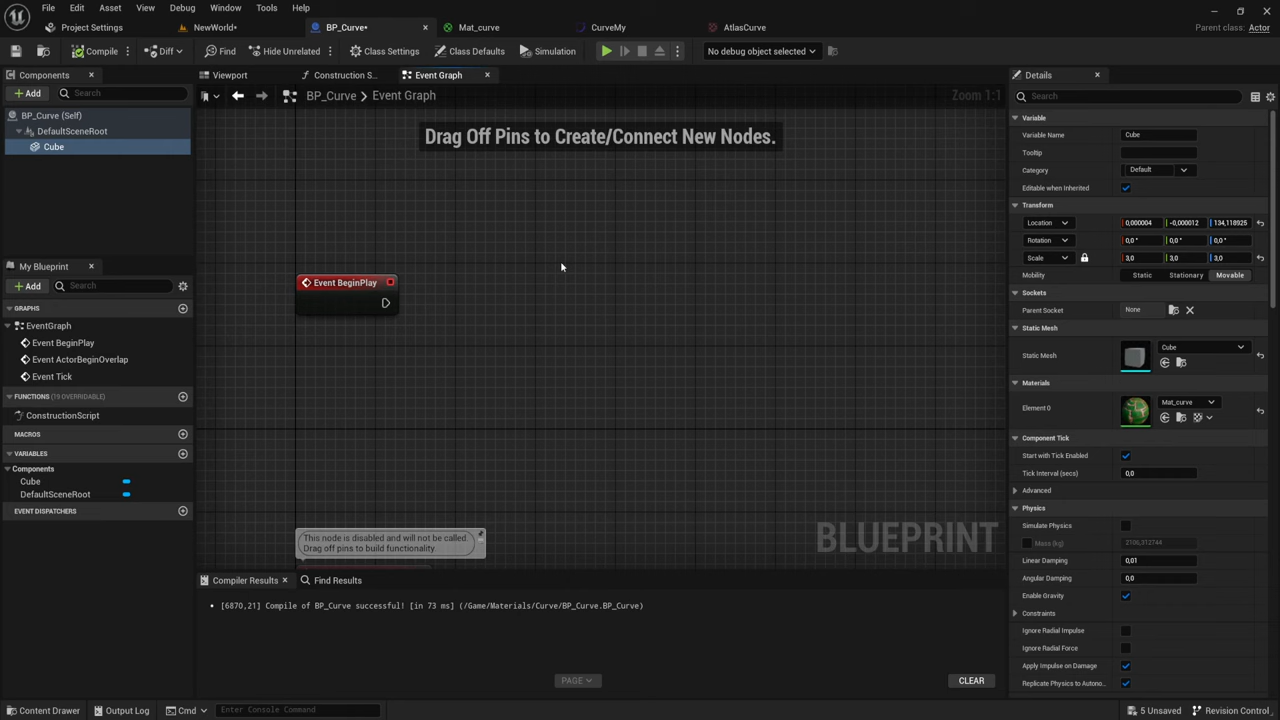 File Edit Asset View Debug Window Tools Help
Project Settings NewWorld* BP_Curve* Mat_curve CurveMy AtlasCurve
Parent class: Actor
Compile Diff Find Hide Unrelated Class Settings Class Defaults Simulation No debug object selected
Components
Add Search
BP_Curve (Self)
DefaultSceneRoot
Cube
My Blueprint
Add Search
GRAPHS
EventGraph
Event BeginPlay
Event ActorBeginOverlap
Event Tick
FUNCTIONS (19 OVERRIDABLE)
ConstructionScript
MACROS
VARIABLES
Components
Cube
DefaultSceneRoot
EVENT DISPATCHERS
Viewport Construction S... Event Graph
BP_Curve > Event Graph Zoom 1:1
Drag Off Pins to Create/Connect New Nodes.
Event BeginPlay
This node is disabled and will not be called.
Drag off pins to build functionality
BLUEPRINT
Compiler Results Find Results
[6870,21] Compile of BP_Curve successful! [in 73 ms] (/Game/Materials/Curve/BP_Curve.BP_Curve)
PAGE CLEAR
Details
Search
Variable
Variable Name Cube
Tooltip
Category Default
Editable when Inherited
Transform
Location 0,000004 -0,000012 134,118925
Rotation 0,0 ° 0,0 ° 0,0 °
Scale 3,0 3,0 3,0
Mobility Static Stationary Movable
Sockets
Parent Socket None
Static Mesh
Static Mesh Cube
Materials
Element 0 Mat_curve
Component Tick
Start with Tick Enabled
Tick Interval (secs) 0,0
Advanced
Physics
Simulate Physics
Mass (kg) 2106,312744
Linear Damping 0,01
Angular Damping 0,0
Enable Gravity
Constraints
Ignore Radial Impulse
Ignore Radial Force
Apply Impulse on Damage
Replicate Physics to Autono...
Content Drawer Output Log Cmd Enter Console Command 5 Unsaved Revision Control